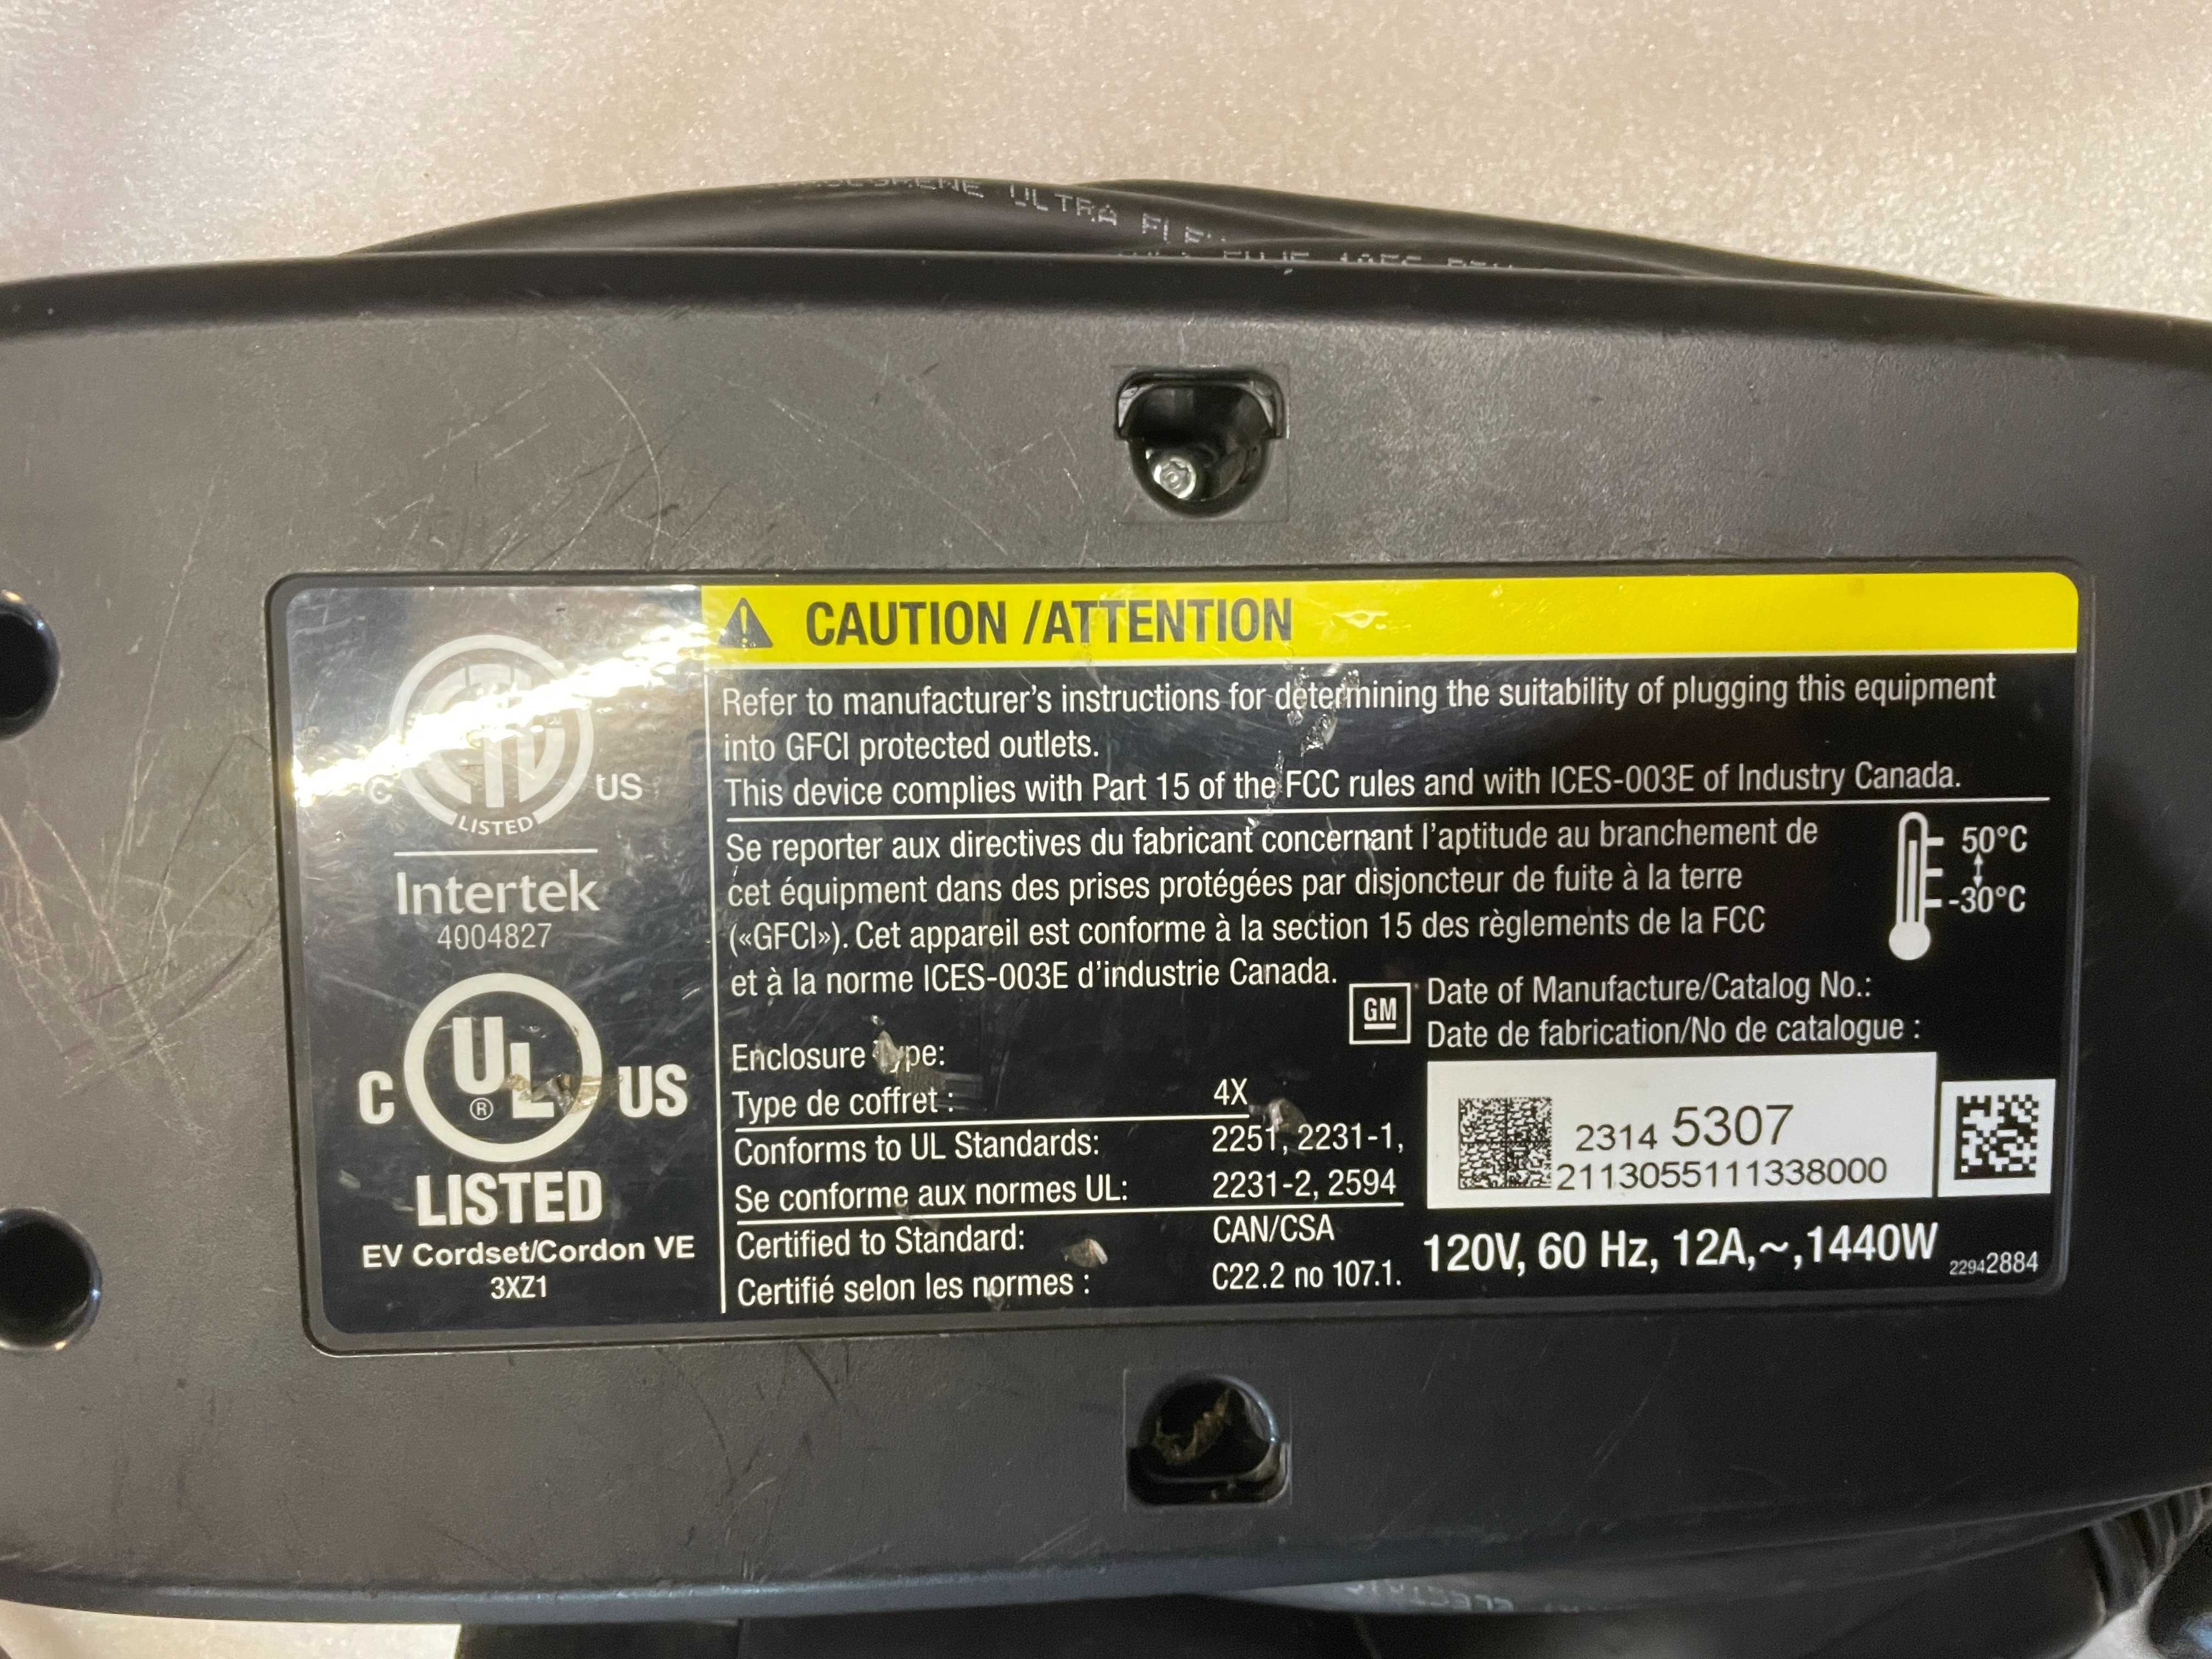 ULTRA
CAUTION /ATTENTION
Refer to manufacturer's instructions for determining the suitability of plugging this equipment
into GFCI protected outlets.
This device complies with Part 15 of the FCC rules and with ICES-003E of Industry Canada.
Se reporter aux directives du fabricant concernant l'aptitude au branchement de
cet équipement dans des prises protégées par disjoncteur de fuite à la terre
(«GFCI»). Cet appareil est conforme à la section 15 des règlements de la FCC
et à la norme ICES-003E d'industrie Canada.
50°C
-30°C
C ETL US
LISTED
Intertek
4004827
C UL ® US
LISTED
EV Cordset/Cordon VE
3XZ1
Enclosure Type:
Type de coffret : 4X
Conforms to UL Standards: 2251, 2231-1,
Se conforme aux normes UL: 2231-2, 2594
Certified to Standard: CAN/CSA
Certifié selon les normes : C22.2 no 107.1.
GM
Date of Manufacture/Catalog No.:
Date de fabrication/No de catalogue :
2314 5307
2113055111338000
120V, 60 Hz, 12A,~,1440W
22942884